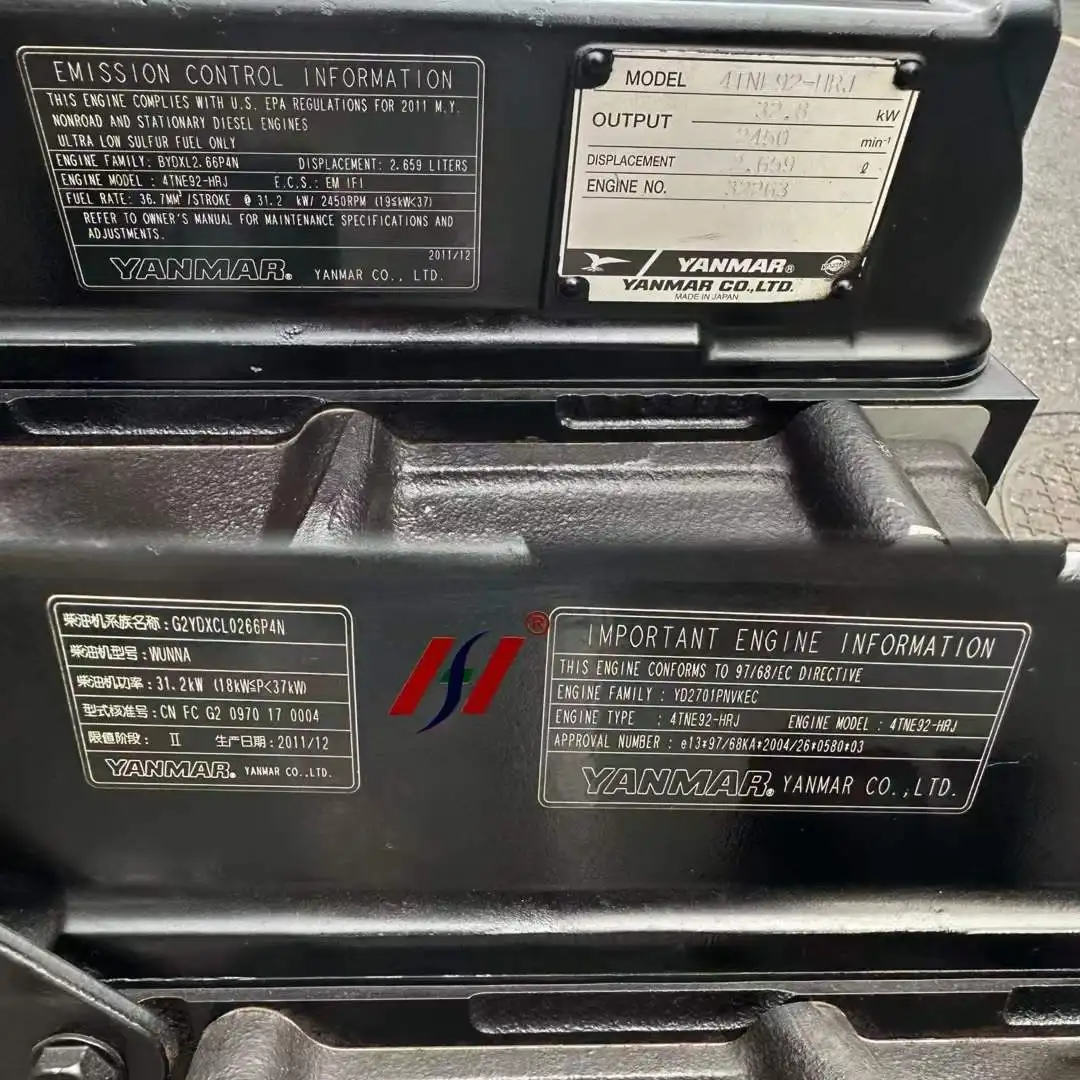 EMISSION CONTROL INFORMATION
THIS ENGINE COMPLIES WITH U.S. EPA REGULATIONS FOR 2011 M.Y.
NONROAD AND STATIONARY DIESEL ENGINES
ULTRA LOW SULFUR FUEL ONLY
ENGINE FAMILY: BYDXL2.66P4N DISPLACEMENT: 2.659 LITERS
ENGINE MODEL : 4TNE92-HRJ E.C.S.: EM IFI
FUEL RATE: 36.7MM³/STROKE @ 31.2 kW/ 2450RPM (19≤kW<37)
REFER TO OWNER'S MANUAL FOR MAINTENANCE SPECIFICATIONS AND
ADJUSTMENTS.
2011/12
YANMAR® YANMAR CO., LTD.
MODEL 4TNE92-HRJ
OUTPUT 32.8 kW
2450 min⁻¹
DISPLACEMENT 2.659 ℓ
ENGINE NO. 32263
YANMAR®
YANMAR CO.,LTD.
MADE IN JAPAN
柴油机系族名称:G2YDXCL0266P4N
柴油机型号:WUNNA
柴油机功率:31.2kW (18kW≤P<37kW)
型式核准号:CN FC G2 0970 17 0004
限值阶段: Ⅱ 生产日期:2011/12
YANMAR® YANMAR CO.,LTD.
®
IMPORTANT ENGINE INFORMATION
THIS ENGINE CONFORMS TO 97/68/EC DIRECTIVE
ENGINE FAMILY : YD2701PNVKEC
ENGINE TYPE : 4TNE92-HRJ ENGINE MODEL : 4TNE92-HRJ
APPROVAL NUMBER : e13*97/68KA*2004/26*0580*03
YANMAR® YANMAR CO.,LTD.